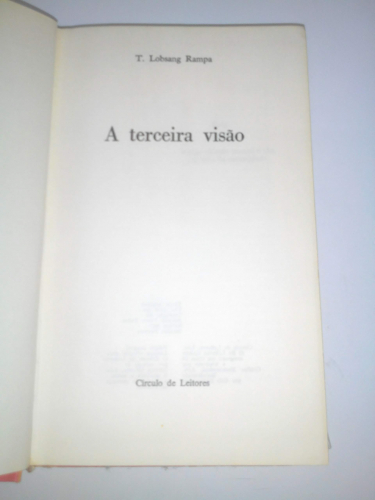 T. Lobsang Rampa
A terceira visão
Círculo de Leitores